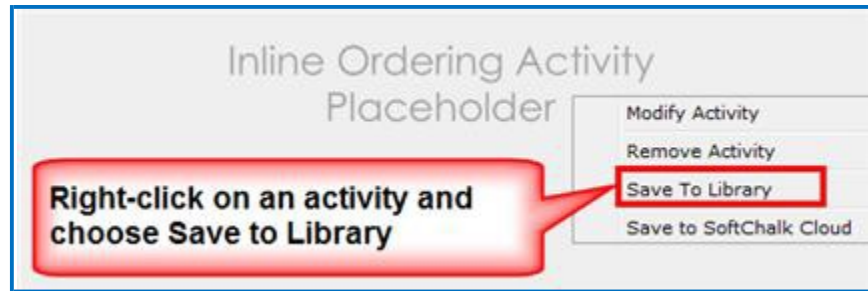 Inline Ordering Activity
Placeholder
Modify Activity
Remove Activity
Save To Library
Save to SoftChalk Cloud
Right-click on an activity and
choose Save to Library